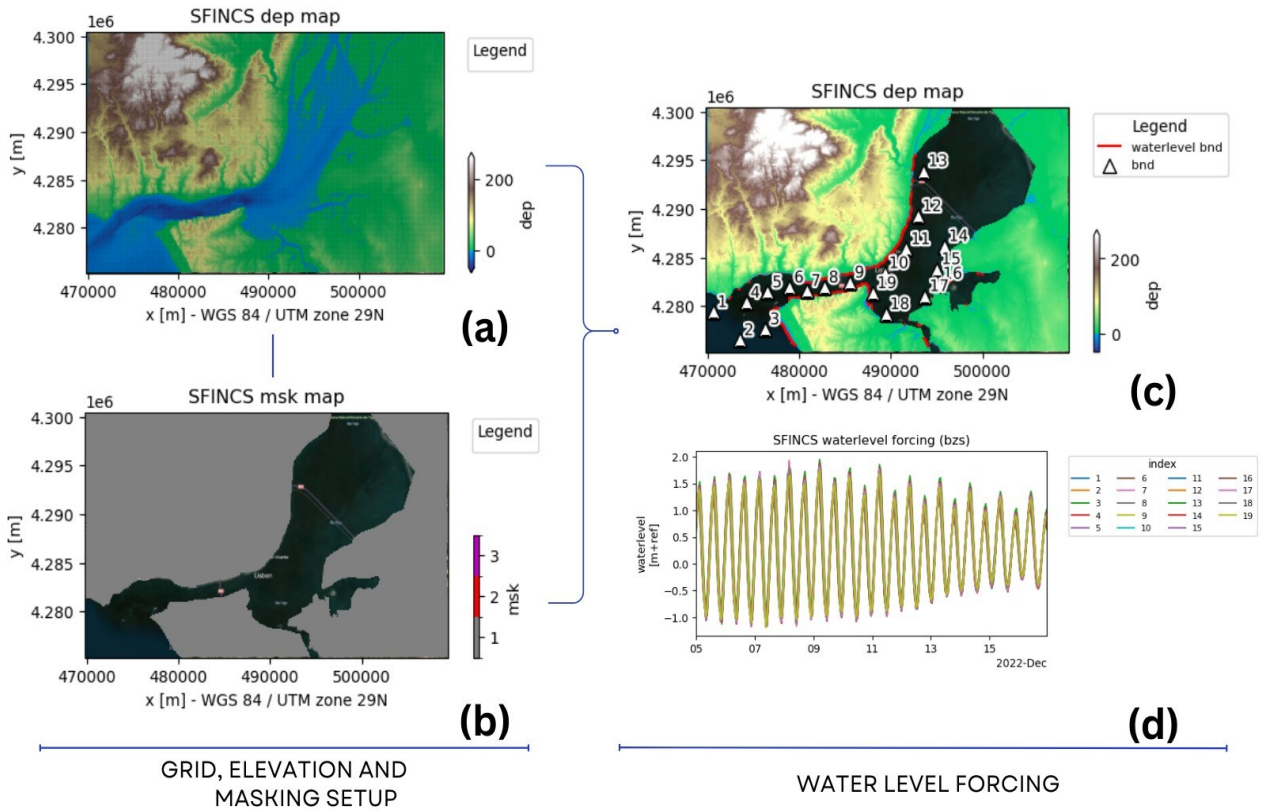 SFINCS dep map
1e6
4.300
4.295
4.290
4.285
4.280
y [m]
470000 480000 490000 500000
x [m] - WGS 84 / UTM zone 29N
Legend
200
0
dep
(a)
SFINCS msk map
1e6
4.300
4.295
4.290
4.285
4.280
y [m]
Lisbon
470000 480000 490000 500000
x [m] - WGS 84 / UTM zone 29N
Legend
3
2
1
msk
(b)
GRID, ELEVATION AND
MASKING SETUP
SFINCS dep map
1e6
4.300
4.295
4.290
4.285
4.280
y [m]
13
12
11
14
10
15
9
16
8
7
6
5
4
19
17
1
18
3
2
470000 480000 490000 500000
x [m] - WGS 84 / UTM zone 29N
Legend
waterlevel bnd
bnd
200
0
dep
(c)
SFINCS waterlevel forcing (bzs)
2.0
1.5
1.0
0.5
0.0
−0.5
−1.0
waterlevel
[m+ref]
05 07 09 11 13 15
2022-Dec
index
1 6 11 16
2 7 12 17
3 8 13 18
4 9 14 19
5 10 15
(d)
WATER LEVEL FORCING